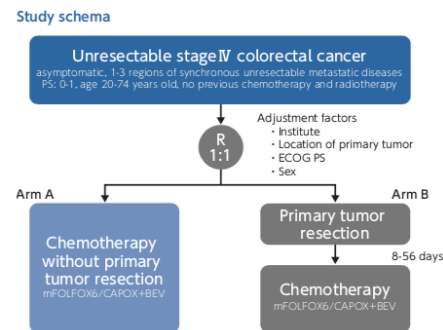 Study schema
Unresectable stageⅣ colorectal cancer
asymptomatic, 1-3 regions of synchronous unresectable metastatic diseases
PS: 0-1, age 20-74 years old, no previous chemotherapy and radiotherapy
R
1:1
Adjustment factors
・Institute
・Location of primary tumor
・ECOG PS
・Sex
Arm A
Arm B
Chemotherapy
without primary
tumor resection
mFOLFOX6/CAPOX+BEV
Primary tumor
resection
8-56 days
Chemotherapy
mFOLFOX6/CAPOX+BEV